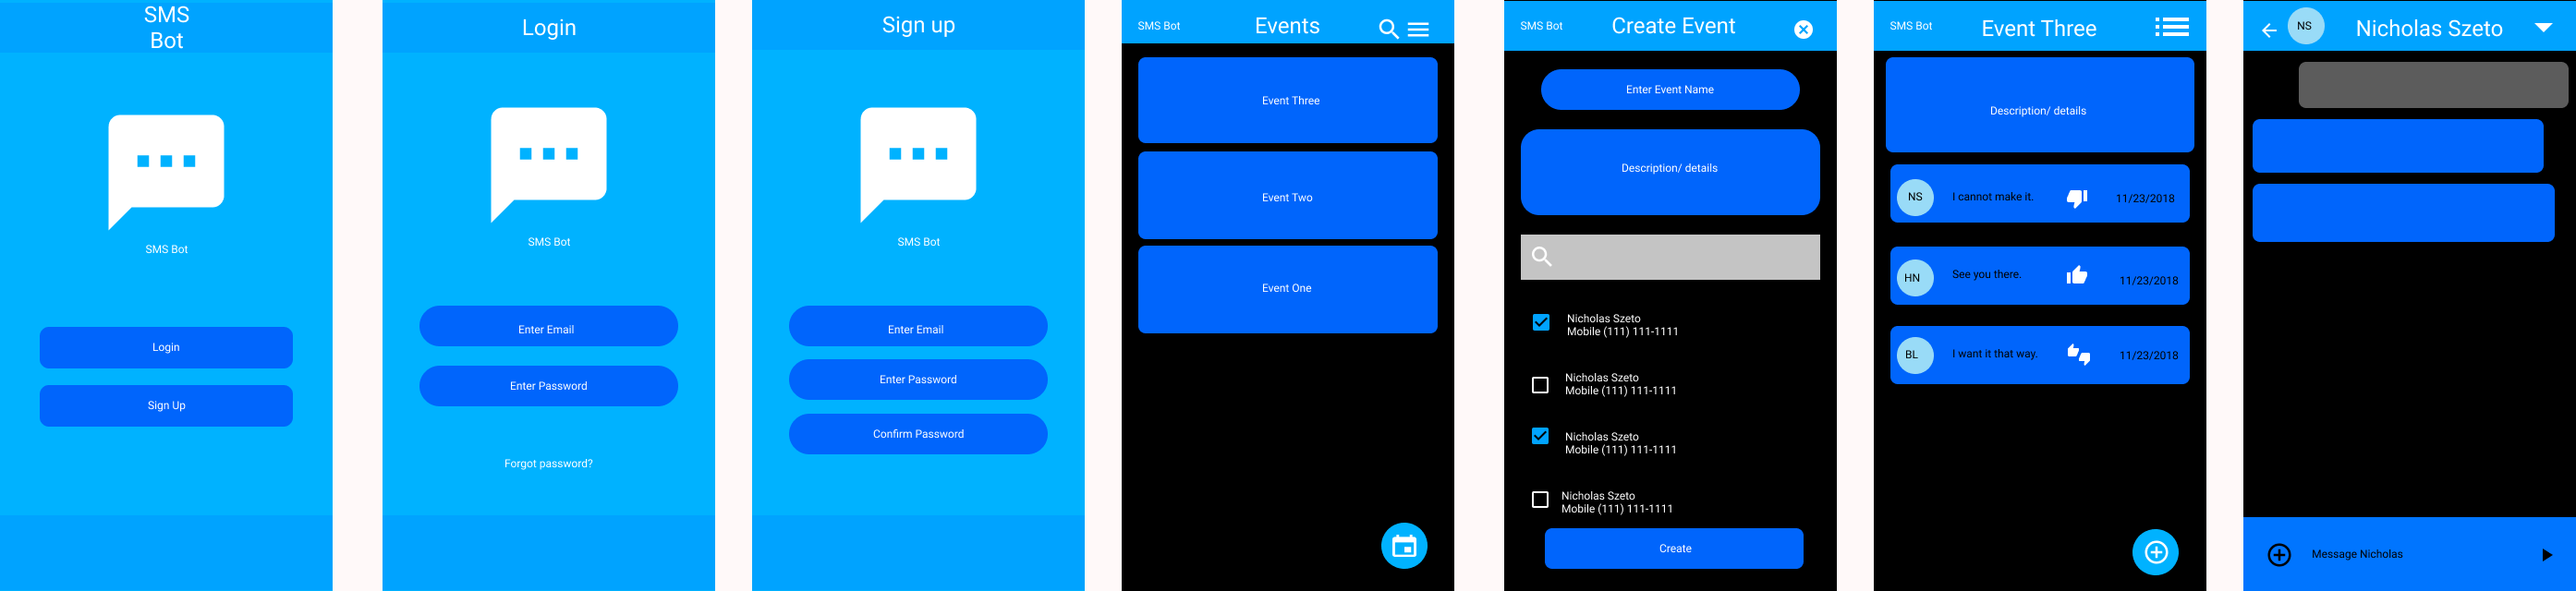 SMS
Bot
SMS Bot
Login
Sign Up
Login
SMS Bot
Enter Email
Enter Password
Forgot password?
Sign up
SMS Bot
Enter Email
Enter Password
Confirm Password
SMS Bot
Events
Event Three
Event Two
Event One
SMS Bot
Create Event
Enter Event Name
Description/ details
Nicholas Szeto
Mobile (111) 111-1111
Nicholas Szeto
Mobile (111) 111-1111
Nicholas Szeto
Mobile (111) 111-1111
Nicholas Szeto
Mobile (111) 111-1111
Create
SMS Bot
Event Three
Description/ details
NS I cannot make it. 11/23/2018
HN See you there. 11/23/2018
BL I want it that way. 11/23/2018
NS
Nicholas Szeto
Message Nicholas